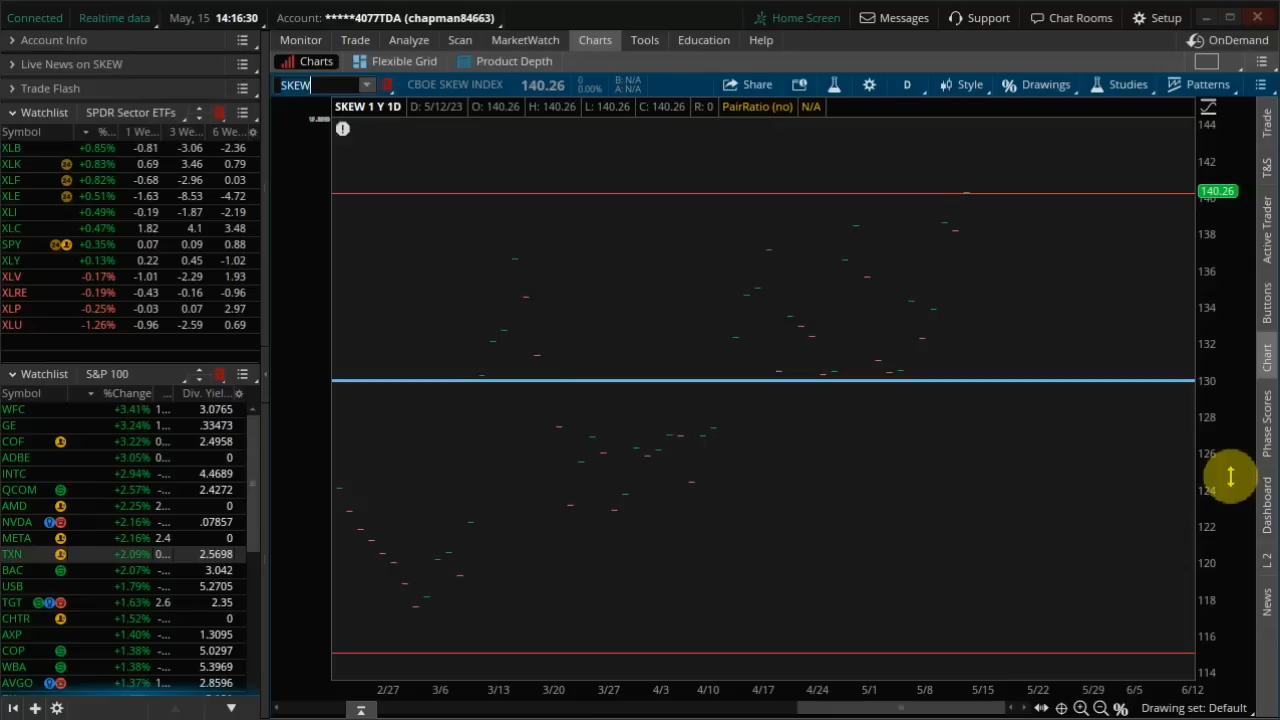 Connected Realtime data May, 15 14:16:30 Account: *****4077TDA (chapman84663) Home Screen Messages Support Chat Rooms Setup
Account Info Monitor Trade Analyze Scan MarketWatch Charts Tools Education Help OnDemand
Live News on SKEW Charts Flexible Grid Product Depth
Trade Flash SKEW CBOE SKEW INDEX 140.26 0 0.00% B: N/A A: N/A Share D Style Drawings Studies Patterns
SKEW 1 Y 1D D: 5/12/23 O: 140.26 H: 140.26 L: 140.26 C: 140.26 R: 0 PairRatio (no) N/A
Watchlist SPDR Sector ETFs
Symbol %... 1 We... 3 We... 6 We...
XLB +0.85% -0.81 -3.06 -2.36
XLK +0.83% 0.69 3.46 0.79
XLF +0.82% -0.68 -2.96 0.03
XLE +0.51% -1.63 -8.53 -4.72
XLI +0.49% -0.19 -1.87 -2.19
XLC +0.47% 1.82 4.1 3.48
SPY +0.35% 0.07 0.09 0.88
XLY +0.13% 0.22 0.45 -1.02
XLV -0.17% -1.01 -2.29 1.93
XLRE -0.19% -0.43 -0.16 -0.96
XLP -0.25% -0.03 0.07 2.97
XLU -1.26% -0.96 -2.59 0.69
Watchlist S&P 100
Symbol %Change ... Div. Yiel...
WFC +3.41% 1... 3.0765
GE +3.24% 1... .33473
COF +3.22% 0... 2.4958
ADBE +3.05% 0... 0
INTC +2.94% -... 4.4689
QCOM +2.57% -... 2.4272
AMD +2.25% 2... 0
NVDA +2.16% -... .07857
META +2.16% 2.4 0
TXN +2.09% 0... 2.5698
BAC +2.07% -... 3.042
USB +1.79% -... 5.2705
TGT +1.63% 2.6 2.35
CHTR +1.52% -... 0
AXP +1.40% -... 1.3095
COP +1.38% -... 5.0297
WBA +1.38% -... 5.3969
AVGO +1.37% 1... 2.8596
144
142
140.26
140
138
136
134
132
130
128
126
124
122
120
118
116
114
2/27 3/6 3/13 3/20 3/27 4/3 4/10 4/17 4/24 5/1 5/8 5/15 5/22 5/29 6/5 6/12
Drawing set: Default
Trade
T&S
Active Trader
Buttons
Chart
Phase Scores
Dashboard
L 2
News